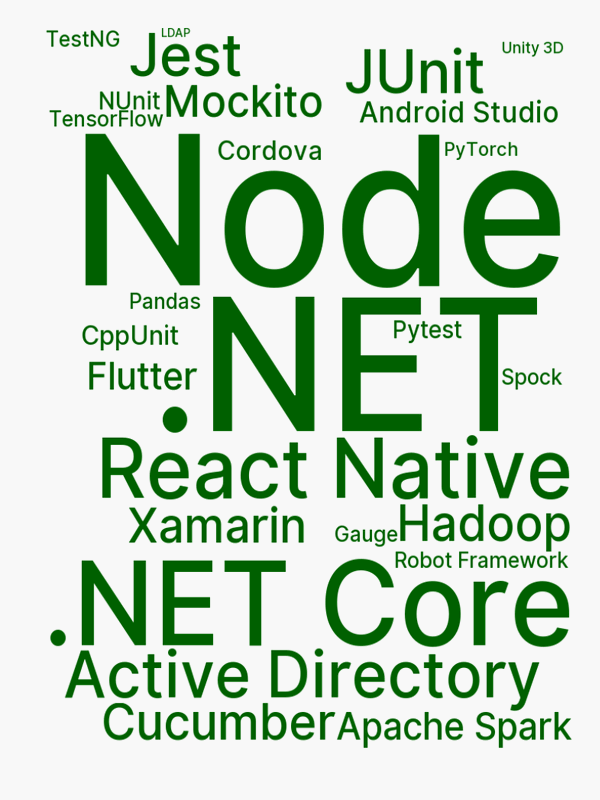 TestNG
LDAP
Jest
JUnit
Unity 3D
NUnit
Mockito
Android Studio
TensorFlow
Cordova
PyTorch
Node
Pandas
.NET
CppUnit
Pytest
Flutter
Spock
React Native
Xamarin
Gauge
Hadoop
Robot Framework
.NET Core
Active Directory
Cucumber
Apache Spark